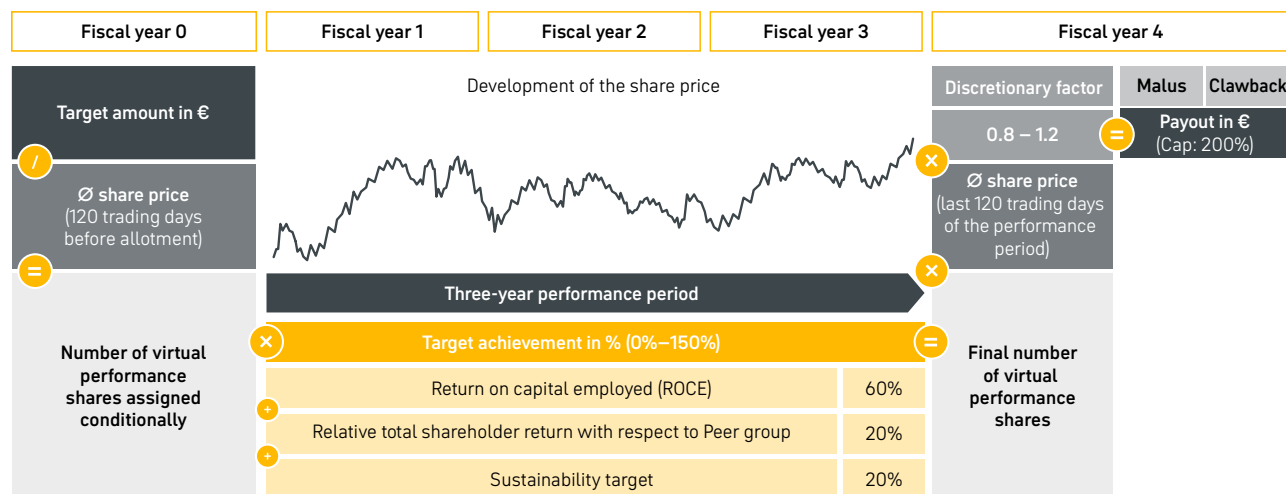 Fiscal year 0
Fiscal year 1
Fiscal year 2
Fiscal year 3
Fiscal year 4
Target amount in €
/
Ø share price
(120 trading days
before allotment)
=
Number of virtual
performance
shares assigned
conditionally
Development of the share price
Three-year performance period
×
Target achievement in % (0%–150%)
=
Return on capital employed (ROCE)
60%
+
Relative total shareholder return with respect to Peer group
20%
+
Sustainability target
20%
Discretionary factor
0.8 – 1.2
×
Ø share price
(last 120 trading days
of the performance
period)
×
Final number
of virtual
performance
shares
Malus
Clawback
=
Payout in €
(Cap: 200%)